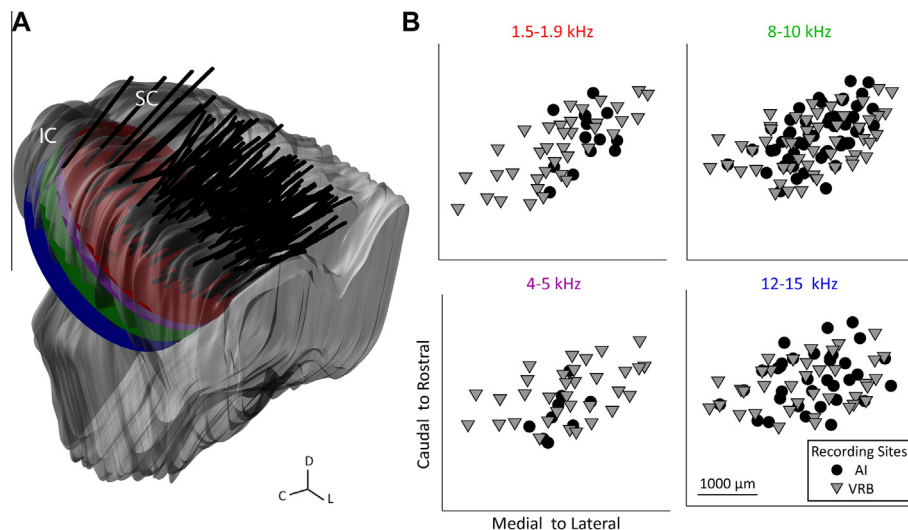 A
SC
IC
D
C
L
B
1.5-1.9 kHz
8-10 kHz
4-5 kHz
12-15 kHz
Caudal to Rostral
Medial to Lateral
1000 µm
Recording Sites
AI
VRB